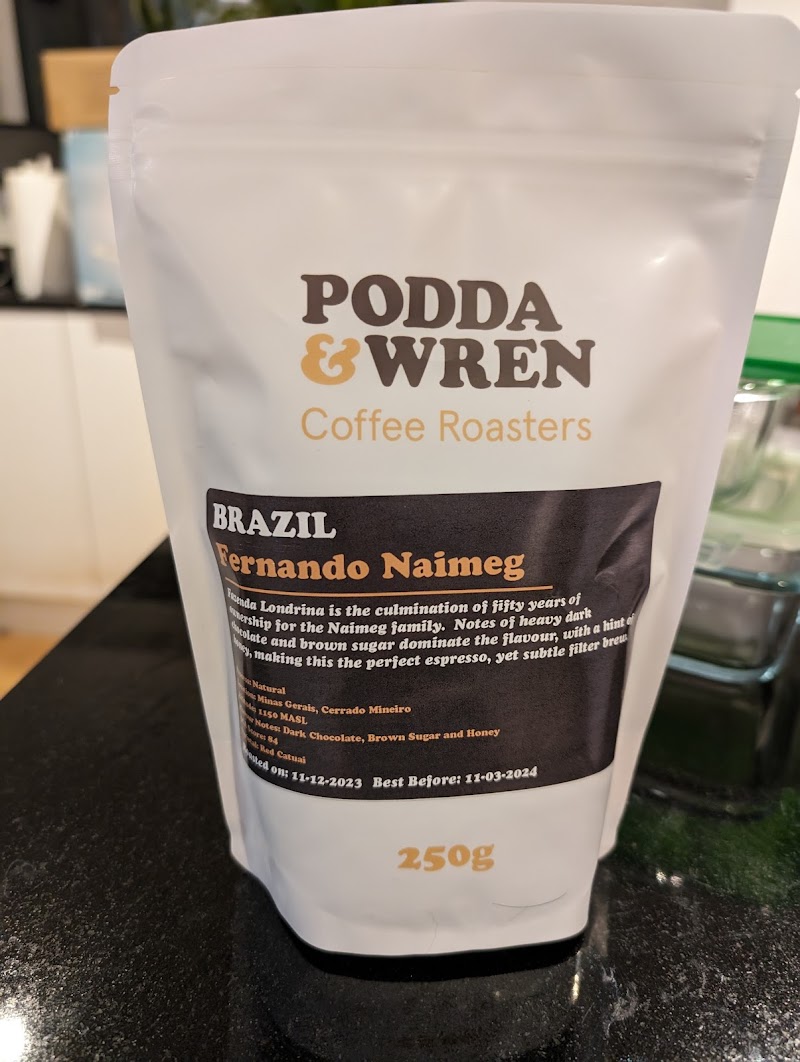 PODDA
&WREN
Coffee Roasters
BRAZIL
Fernando Naimeg
Fazenda Londrina is the culmination of fifty years of
ownership for the Naimeg family. Notes of heavy dark
chocolate and brown sugar dominate the flavour, with a hint of
honey, making this the perfect espresso, yet subtle filter brew.
Natural
Minas Gerais, Cerrado Mineiro
1150 MASL
Notes: Dark Chocolate, Brown Sugar and Honey
Score: 84
Red Catuai
Roasted on: 11-12-2023 Best Before: 11-03-2024
250g